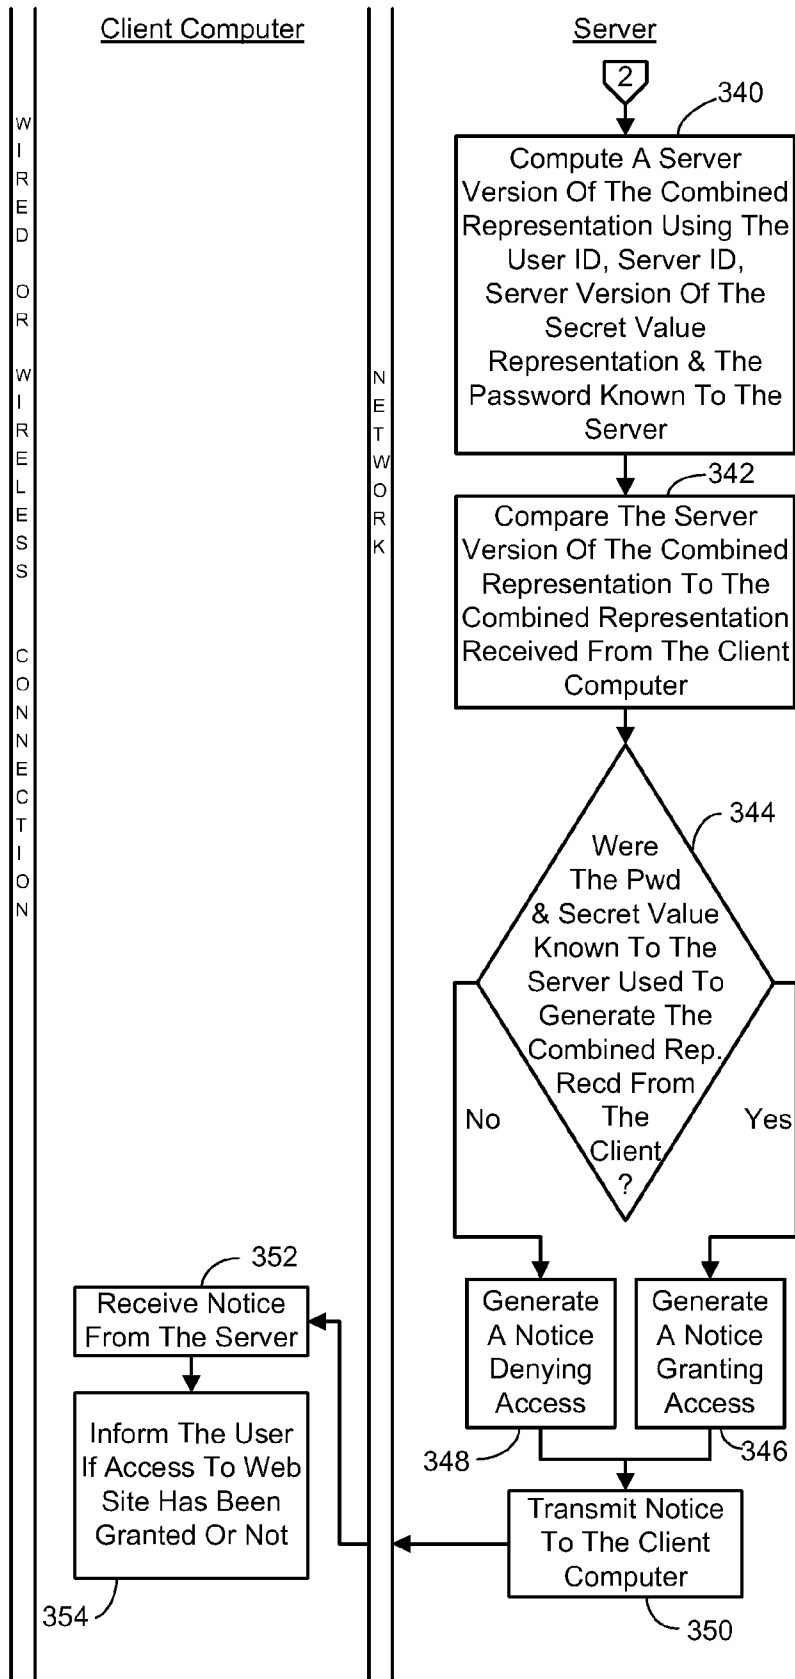 Client Computer
Server
2
340
Compute A Server
Version Of The Combined
Representation Using The
User ID, Server ID,
Server Version Of The
Secret Value
Representation & The
Password Known To The
Server
WIRED OR WIRELESS CONNECTION
NETWORK
342
Compare The Server
Version Of The Combined
Representation To The
Combined Representation
Received From The Client
Computer
344
Were
The Pwd
& Secret Value
Known To The
Server Used To
Generate The
Combined Rep.
Recd From
The
Client
?
No
Yes
352
Receive Notice
From The Server
Generate
A Notice
Denying
Access
Generate
A Notice
Granting
Access
348
346
Inform The User
If Access To Web
Site Has Been
Granted Or Not
354
Transmit Notice
To The Client
Computer
350